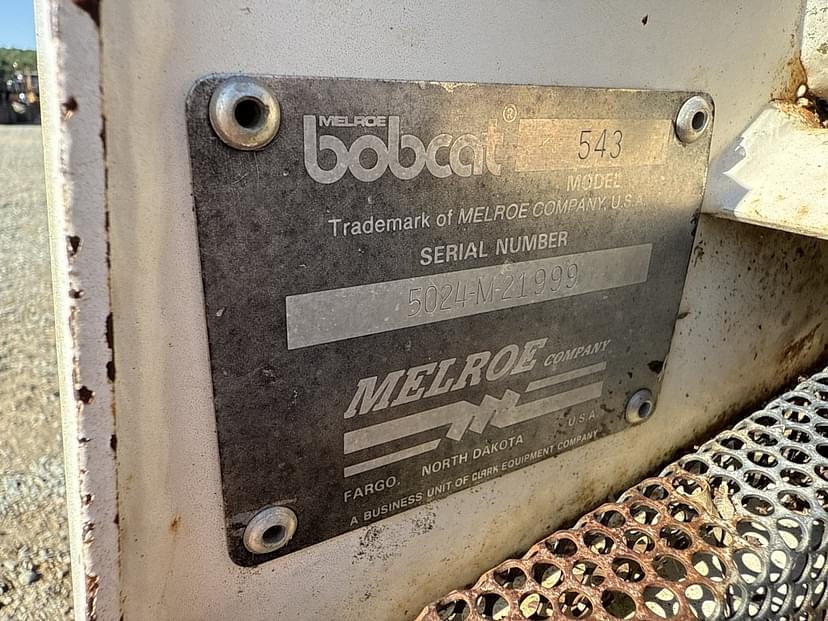 MELROE
bobcat® 543
MODEL
Trademark of MELROE COMPANY, U.S.A.
SERIAL NUMBER
5024-M-21999
MELROE COMPANY
FARGO, NORTH DAKOTA U.S.A.
A BUSINESS UNIT OF CLARK EQUIPMENT COMPANY